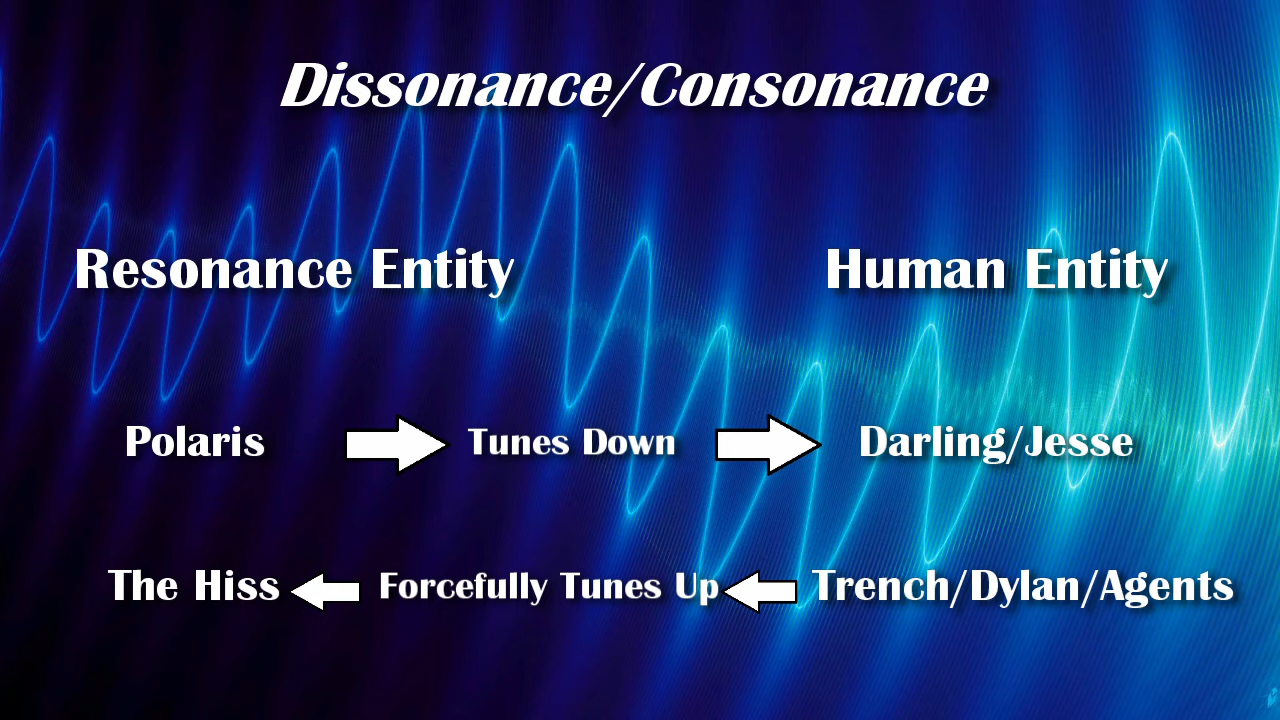 Dissonance/Consonance
Resonance Entity Human Entity
Polaris Tunes Down Darling/Jesse
The Hiss Forcefully Tunes Up Trench/Dylan/Agents